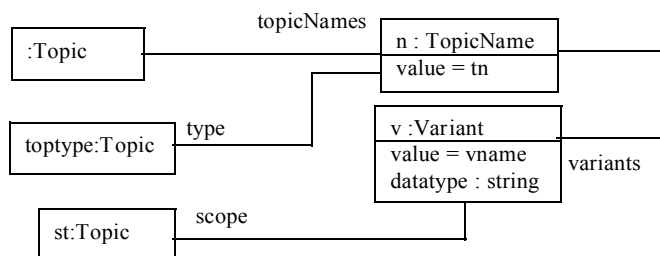 topicNames
:Topic
n : TopicName
value = tn
type
toptype:Topic
v :Variant
value = vname
datatype : string
variants
scope
st:Topic